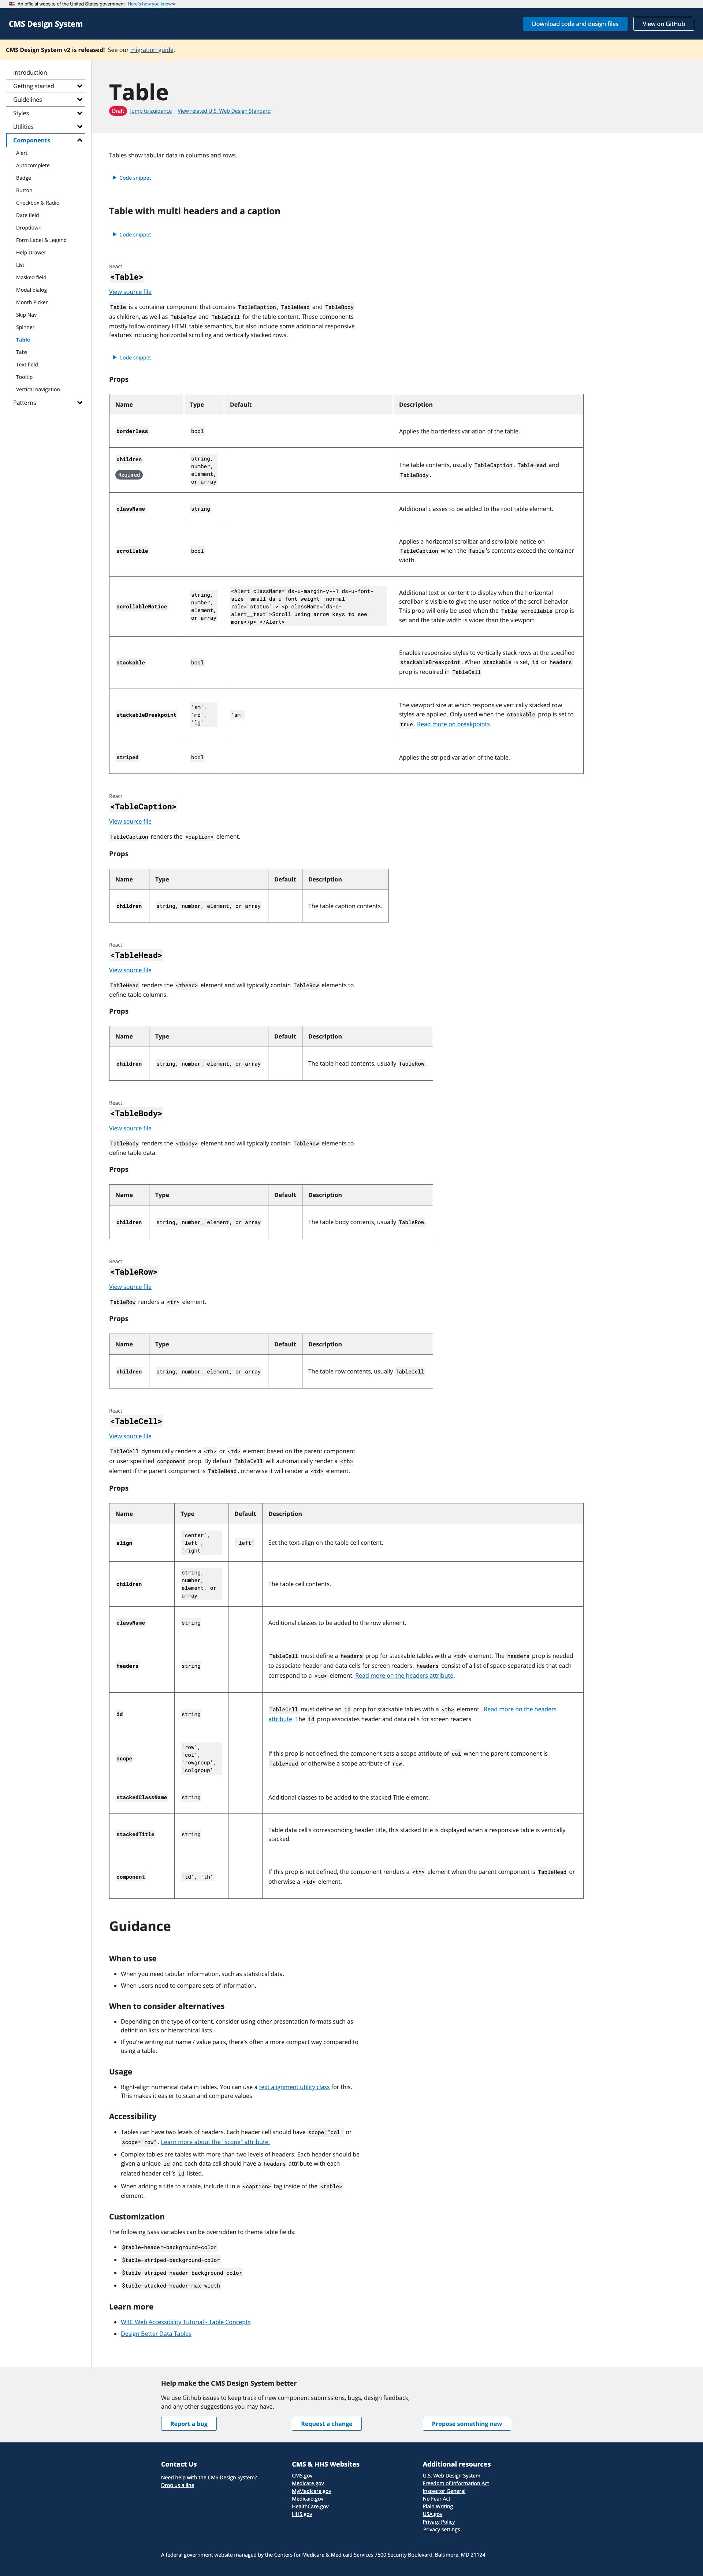 An official website of the United States government Here's how you know
CMS Design System
Download code and design files
View on GitHub
CMS Design System v2 is released! See our migration guide.
Introduction
Getting started
Guidelines
Styles
Utilities
Components
Alert
Autocomplete
Badge
Button
Checkbox & Radio
Date field
Dropdown
Form Label & Legend
Help Drawer
List
Masked field
Modal dialog
Month Picker
Skip Nav
Spinner
Table
Tabs
Text field
Tooltip
Vertical navigation
Patterns
Table
Draft Jump to guidance View related U.S. Web Design Standard
Tables show tabular data in columns and rows.
Code snippet
Table with multi headers and a caption
Code snippet
React
<Table>
View source file
Table is a container component that contains TableCaption, TableHead and TableBody
as children, as well as TableRow and TableCell for the table content. These components
mostly follow ordinary HTML table semantics, but also include some additional responsive
features including horizontal scrolling and vertically stacked rows.
Code snippet
Props
Name Type Default Description
borderless bool Applies the borderless variation of the table.
children
Required
string,
number,
element,
or array
The table contents, usually TableCaption, TableHead and
TableBody.
className string Additional classes to be added to the root table element.
scrollable bool
Applies a horizontal scrollbar and scrollable notice on
TableCaption when the Table's contents exceed the container
width.
scrollableNotice
string,
number,
element,
or array
<Alert className="ds-u-margin-y--1 ds-u-font-
size--small ds-u-font-weight--normal"
role="status" > <p className="ds-c-
alert__text">Scroll using arrow keys to see
more</p> </Alert>
Additional text or content to display when the horizontal
scrollbar is visible to give the user notice of the scroll behavior.
This prop will only be used when the Table scrollable prop is
set and the table width is wider than the viewport.
stackable bool
Enables responsive styles to vertically stack rows at the specified
stackableBreakpoint. When stackable is set, id or headers
prop is required in TableCell
stackableBreakpoint
'sm',
'md',
'lg'
'sm'
The viewport size at which responsive vertically stacked row
styles are applied. Only used when the stackable prop is set to
true. Read more on breakpoints
striped bool Applies the striped variation of the table.
React
<TableCaption>
View source file
TableCaption renders the <caption> element.
Props
Name Type Default Description
children string, number, element, or array The table caption contents.
React
<TableHead>
View source file
TableHead renders the <thead> element and will typically contain TableRow elements to
define table columns.
Props
Name Type Default Description
children string, number, element, or array The table head contents, usually TableRow.
React
<TableBody>
View source file
TableBody renders the <tbody> element and will typically contain TableRow elements to
define table data.
Props
Name Type Default Description
children string, number, element, or array The table body contents, usually TableRow.
React
<TableRow>
View source file
TableRow renders a <tr> element.
Props
Name Type Default Description
children string, number, element, or array The table row contents, usually TableCell.
React
<TableCell>
View source file
TableCell dynamically renders a <th> or <td> element based on the parent component
or user specified component prop. By default TableCell will automatically render a <th>
element if the parent component is TableHead, otherwise it will render a <td> element.
Props
Name Type Default Description
align
'center',
'left',
'right'
'left'
Set the text-align on the table cell content.
children
string,
number,
element, or
array
The table cell contents.
className string Additional classes to be added to the row element.
headers string
TableCell must define a headers prop for stackable tables with a <td> element. The headers prop is needed
to associate header and data cells for screen readers. headers consist of a list of space-separated ids that each
correspond to a <td> element. Read more on the headers attribute.
id string
TableCell must define an id prop for stackable tables with a <th> element . Read more on the headers
attribute. The id prop associates header and data cells for screen readers.
scope
'row',
'col',
'rowgroup',
'colgroup'
If this prop is not defined, the component sets a scope attribute of col when the parent component is
TableHead or otherwise a scope attribute of row.
stackedClassName string Additional classes to be added to the stacked Title element.
stackedTitle string
Table data cell's corresponding header title, this stacked title is displayed when a responsive table is vertically
stacked.
component 'td', 'th'
If this prop is not defined, the component renders a <th> element when the parent component is TableHead or
otherwise a <td> element.
Guidance
When to use
When you need tabular information, such as statistical data.
When users need to compare sets of information.
When to consider alternatives
Depending on the type of content, consider using other presentation formats such as
definition lists or hierarchical lists.
If you're writing out name / value pairs, there's often a more compact way compared to
using a table.
Usage
Right-align numerical data in tables. You can use a text alignment utility class for this.
This makes it easier to scan and compare values.
Accessibility
Tables can have two levels of headers. Each header cell should have scope="col" or
scope="row". Learn more about the "scope" attribute.
Complex tables are tables with more than two levels of headers. Each header should be
given a unique id and each data cell should have a headers attribute with each
related header cell's id listed.
When adding a title to a table, include it in a <caption> tag inside of the <table>
element.
Customization
The following Sass variables can be overridden to theme table fields:
$table-header-background-color
$table-striped-background-color
$table-striped-header-background-color
$table-stacked-header-max-width
Learn more
W3C Web Accessibility Tutorial - Table Concepts
Design Better Data Tables
Help make the CMS Design System better
We use Github issues to keep track of new component submissions, bugs, design feedback,
and any other suggestions you may have.
Report a bug
Request a change
Propose something new
Contact Us
Need help with the CMS Design System?
Drop us a line
CMS & HHS Websites
CMS.gov
Medicare.gov
MyMedicare.gov
Medicaid.gov
HealthCare.gov
HHS.gov
Additional resources
U.S. Web Design System
Freedom of Information Act
Inspector General
No Fear Act
Plain Writing
USA.gov
Privacy Policy
Privacy settings
A federal government website managed by the Centers for Medicare & Medicaid Services 7500 Security Boulevard, Baltimore, MD 21124